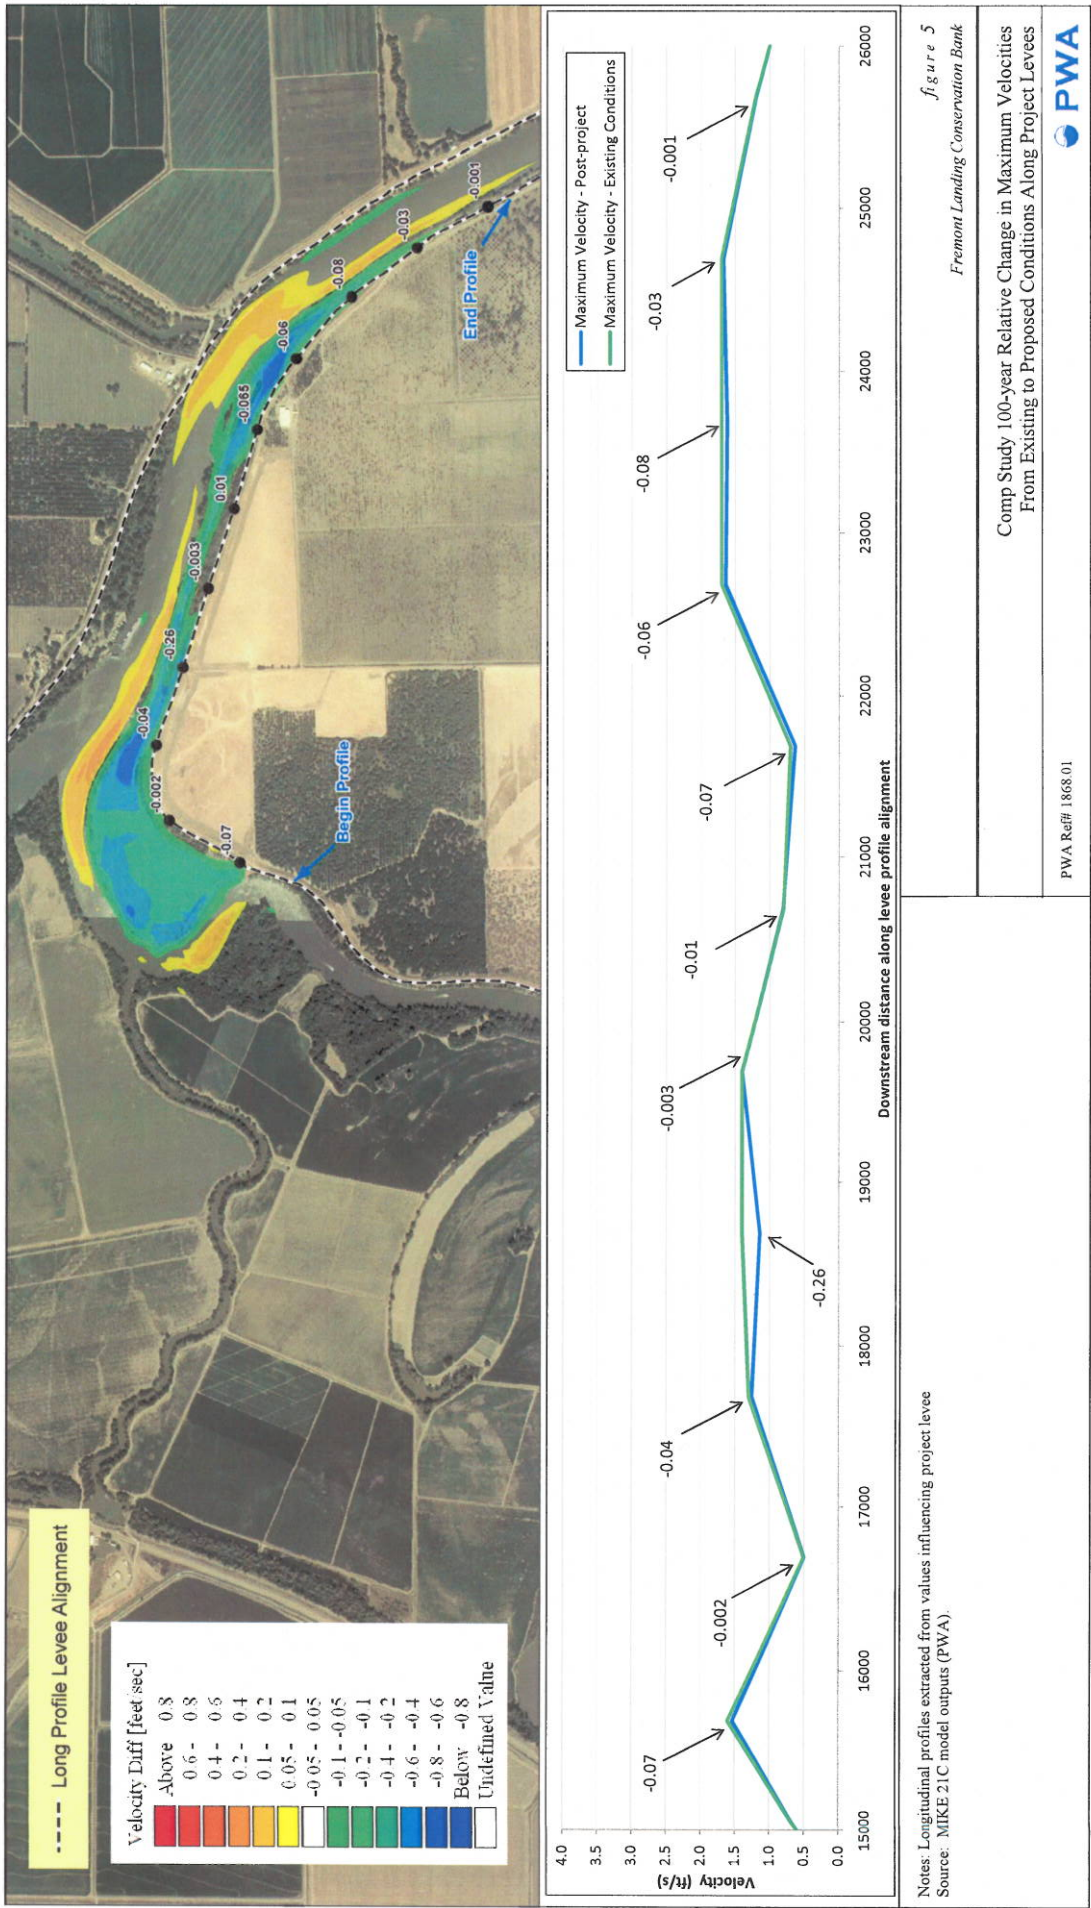 ---- Long Profile Levee Alignment
Velocity Diff [feet/sec]
Above 0.8
0.6 - 0.8
0.4 - 0.6
0.2 - 0.4
0.1 - 0.2
0.05 - 0.1
-0.05 - 0.05
-0.1 - -0.05
-0.2 - -0.1
-0.4 - -0.2
-0.6 - -0.4
-0.8 - -0.6
Below -0.8
Undefined Value
Begin Profile
-0.07
-0.002
-0.04
-0.26
-0.003
0.01
-0.065
-0.06
-0.08
-0.03
-0.001
End Profile
Maximum Velocity - Post-project
Maximum Velocity - Existing Conditions
Velocity (ft/s)
4.0
3.5
3.0
2.5
2.0
1.5
1.0
0.5
0.0
-0.07
-0.002
-0.04
-0.26
-0.003
-0.01
-0.07
-0.06
-0.08
-0.03
-0.001
15000 16000 17000 18000 19000 20000 21000 22000 23000 24000 25000 26000
Downstream distance along levee profile alignment
Notes: Longitudinal profiles extracted from values influencing project levee
Source: MIKE 21C model outputs (PWA).
figure 5
Fremont Landing Conservation Bank
Comp Study 100-year Relative Change in Maximum Velocities
From Existing to Proposed Conditions Along Project Levees
PWA Ref# 1868.01
PWA